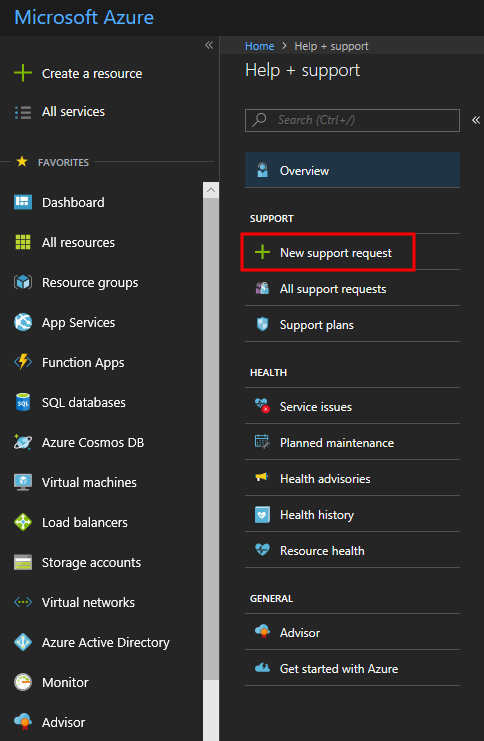 Microsoft Azure
Create a resource
All services
FAVORITES
Dashboard
All resources
Resource groups
App Services
Function Apps
SQL
SQL databases
Azure Cosmos DB
Virtual machines
Load balancers
Storage accounts
Virtual networks
Azure Active Directory
Monitor
Advisor
Home > Help + support
Help + support
Search (Ctrl+/)
Overview
SUPPORT
New support request
All support requests
Support plans
HEALTH
Service issues
Planned maintenance
Health advisories
Health history
Resource health
GENERAL
Advisor
Get started with Azure